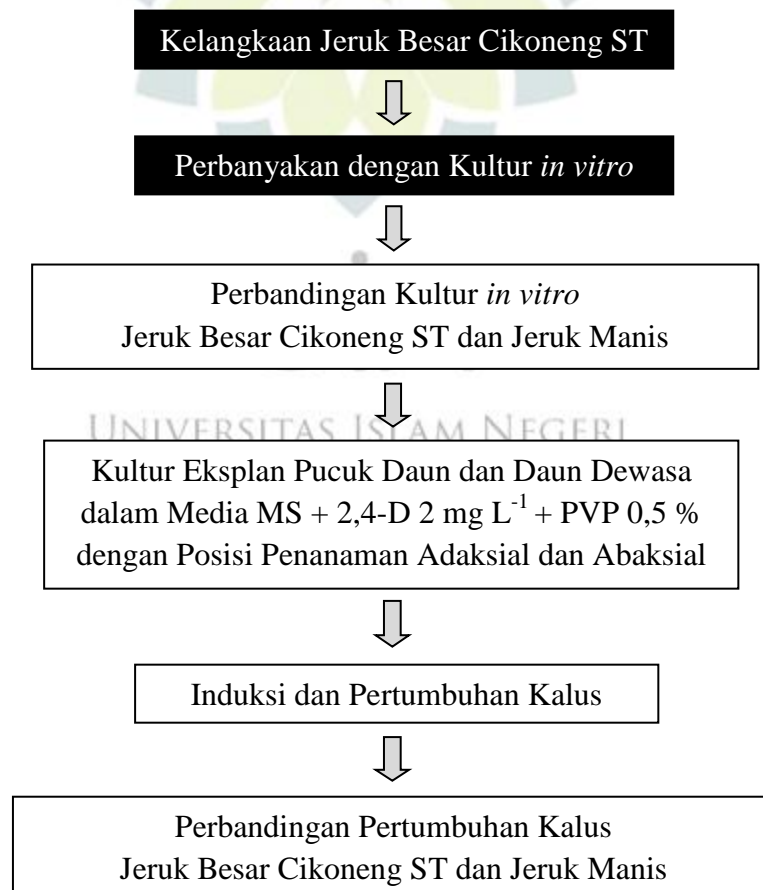 Kelangkaan Jeruk Besar Cikoneng ST
Perbanyakan dengan Kultur in vitro
Perbandingan Kultur in vitro
Jeruk Besar Cikoneng ST dan Jeruk Manis
UNIVERSITAS ISLAM NEGERI
Kultur Eksplan Pucuk Daun dan Daun Dewasa
dalam Media MS + 2,4-D 2 mg L⁻¹ + PVP 0,5 %
dengan Posisi Penanaman Adaksial dan Abaksial
Induksi dan Pertumbuhan Kalus
Perbandingan Pertumbuhan Kalus
Jeruk Besar Cikoneng ST dan Jeruk Manis